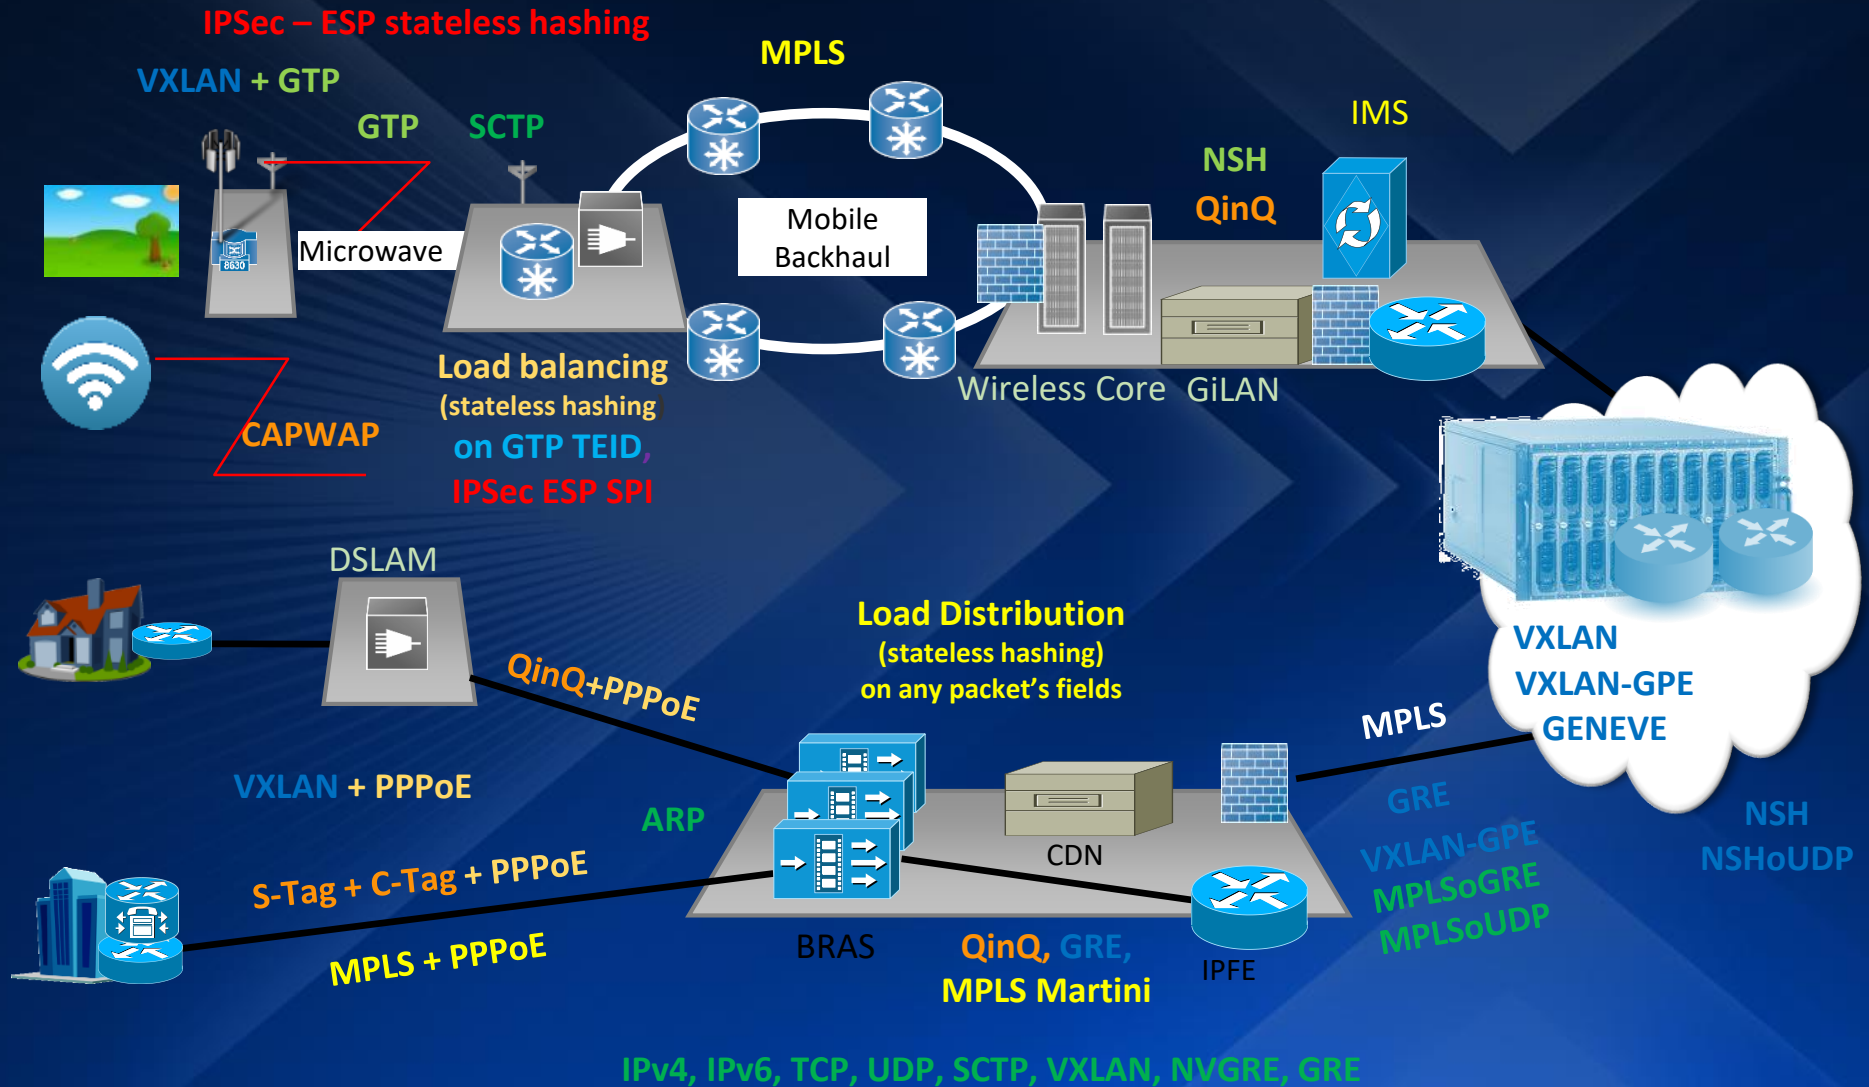 IPSec – ESP stateless hashing
VXLAN + GTP
GTP
SCTP
MPLS
IMS
NSH
QinQ
8630
Microwave
Mobile
Backhaul
Load balancing
(stateless hashing)
on GTP TEID,
IPSec ESP SPI
CAPWAP
Wireless Core
GiLAN
DSLAM
QinQ+PPPoE
Load Distribution
(stateless hashing)
on any packet’s fields
VXLAN
VXLAN-GPE
GENEVE
MPLS
VXLAN + PPPoE
ARP
CDN
GRE
VXLAN-GPE
MPLSoGRE
MPLSoUDP
NSH
NSHoUDP
S-Tag + C-Tag + PPPoE
MPLS + PPPoE
BRAS
QinQ, GRE,
MPLS Martini
IPFE
IPv4, IPv6, TCP, UDP, SCTP, VXLAN, NVGRE, GRE